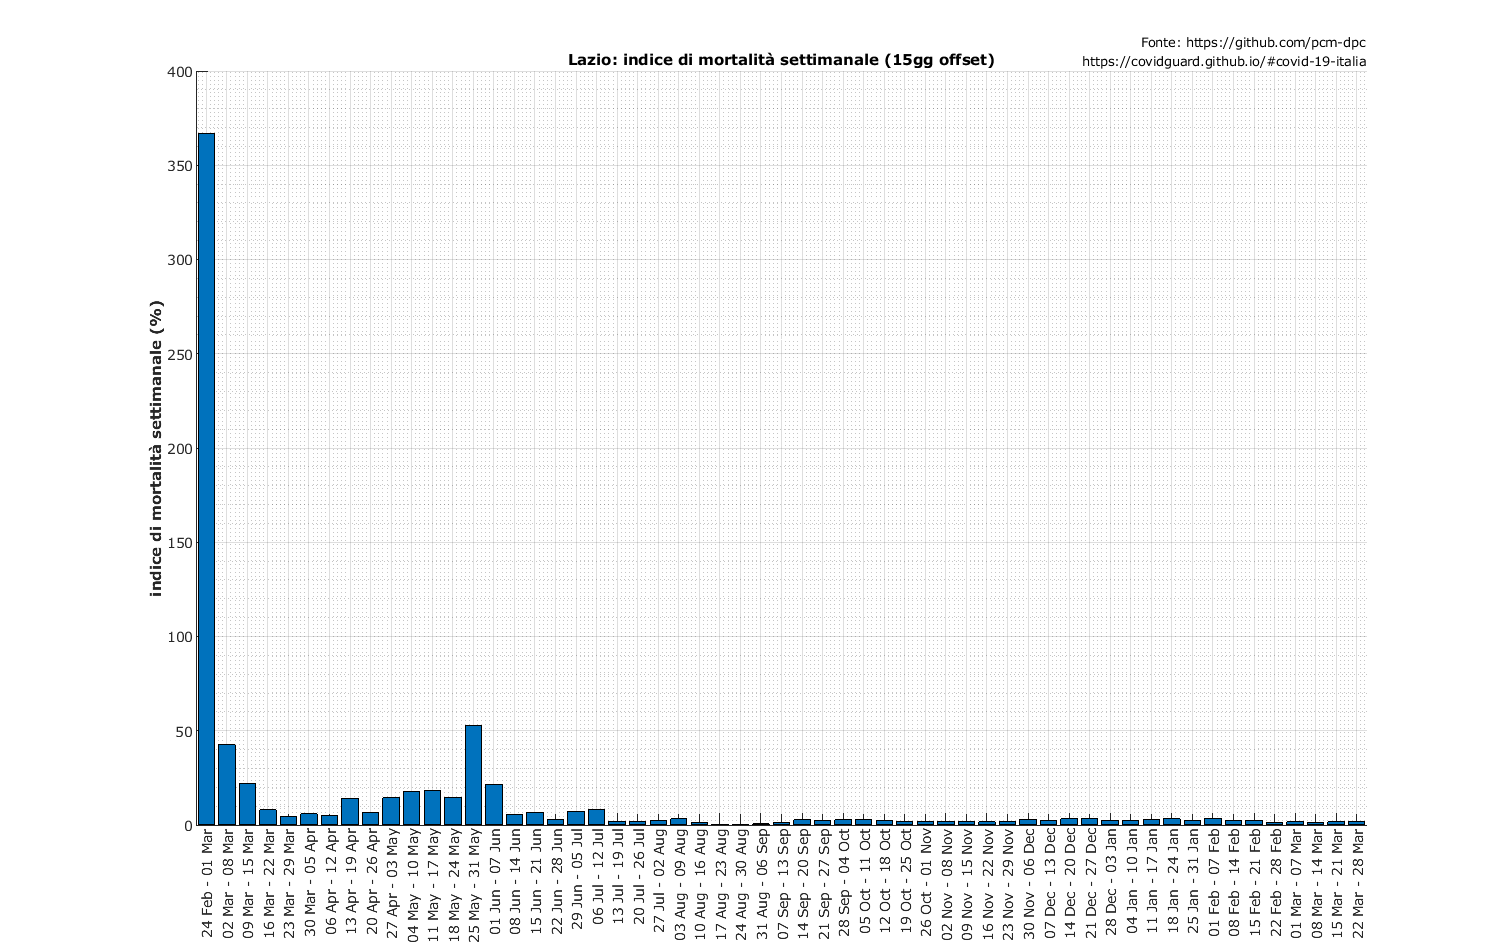 Fonte: https://github.com/pcm-dpc
Lazio: indice di mortalità settimanale (15gg offset)
https://covidguard.github.io/#covid-19-italia
indice di mortalità settimanale (%)
400
350
300
250
200
150
100
50
0
24 Feb - 01 Mar
02 Mar - 08 Mar
09 Mar - 15 Mar
16 Mar - 22 Mar
23 Mar - 29 Mar
30 Mar - 05 Apr
06 Apr - 12 Apr
13 Apr - 19 Apr
20 Apr - 26 Apr
27 Apr - 03 May
04 May - 10 May
11 May - 17 May
18 May - 24 May
25 May - 31 May
01 Jun - 07 Jun
08 Jun - 14 Jun
15 Jun - 21 Jun
22 Jun - 28 Jun
29 Jun - 05 Jul
06 Jul - 12 Jul
13 Jul - 19 Jul
20 Jul - 26 Jul
27 Jul - 02 Aug
03 Aug - 09 Aug
10 Aug - 16 Aug
17 Aug - 23 Aug
24 Aug - 30 Aug
31 Aug - 06 Sep
07 Sep - 13 Sep
14 Sep - 20 Sep
21 Sep - 27 Sep
28 Sep - 04 Oct
05 Oct - 11 Oct
12 Oct - 18 Oct
19 Oct - 25 Oct
26 Oct - 01 Nov
02 Nov - 08 Nov
09 Nov - 15 Nov
16 Nov - 22 Nov
23 Nov - 29 Nov
30 Nov - 06 Dec
07 Dec - 13 Dec
14 Dec - 20 Dec
21 Dec - 27 Dec
28 Dec - 03 Jan
04 Jan - 10 Jan
11 Jan - 17 Jan
18 Jan - 24 Jan
25 Jan - 31 Jan
01 Feb - 07 Feb
08 Feb - 14 Feb
15 Feb - 21 Feb
22 Feb - 28 Feb
01 Mar - 07 Mar
08 Mar - 14 Mar
15 Mar - 21 Mar
22 Mar - 28 Mar